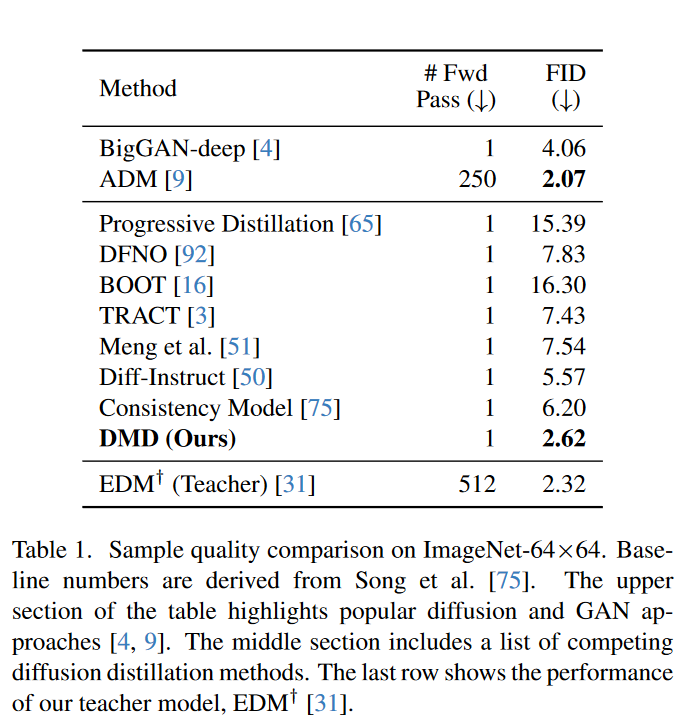 Method # Fwd Pass (↓) FID (↓)
BigGAN-deep [4] 1 4.06
ADM [9] 250 2.07
Progressive Distillation [65] 1 15.39
DFNO [92] 1 7.83
BOOT [16] 1 16.30
TRACT [3] 1 7.43
Meng et al. [51] 1 7.54
Diff-Instruct [50] 1 5.57
Consistency Model [75] 1 6.20
DMD (Ours) 1 2.62
EDM† (Teacher) [31] 512 2.32
Table 1. Sample quality comparison on ImageNet-64×64. Base-
line numbers are derived from Song et al. [75]. The upper
section of the table highlights popular diffusion and GAN ap-
proaches [4, 9]. The middle section includes a list of competing
diffusion distillation methods. The last row shows the performance
of our teacher model, EDM† [31].